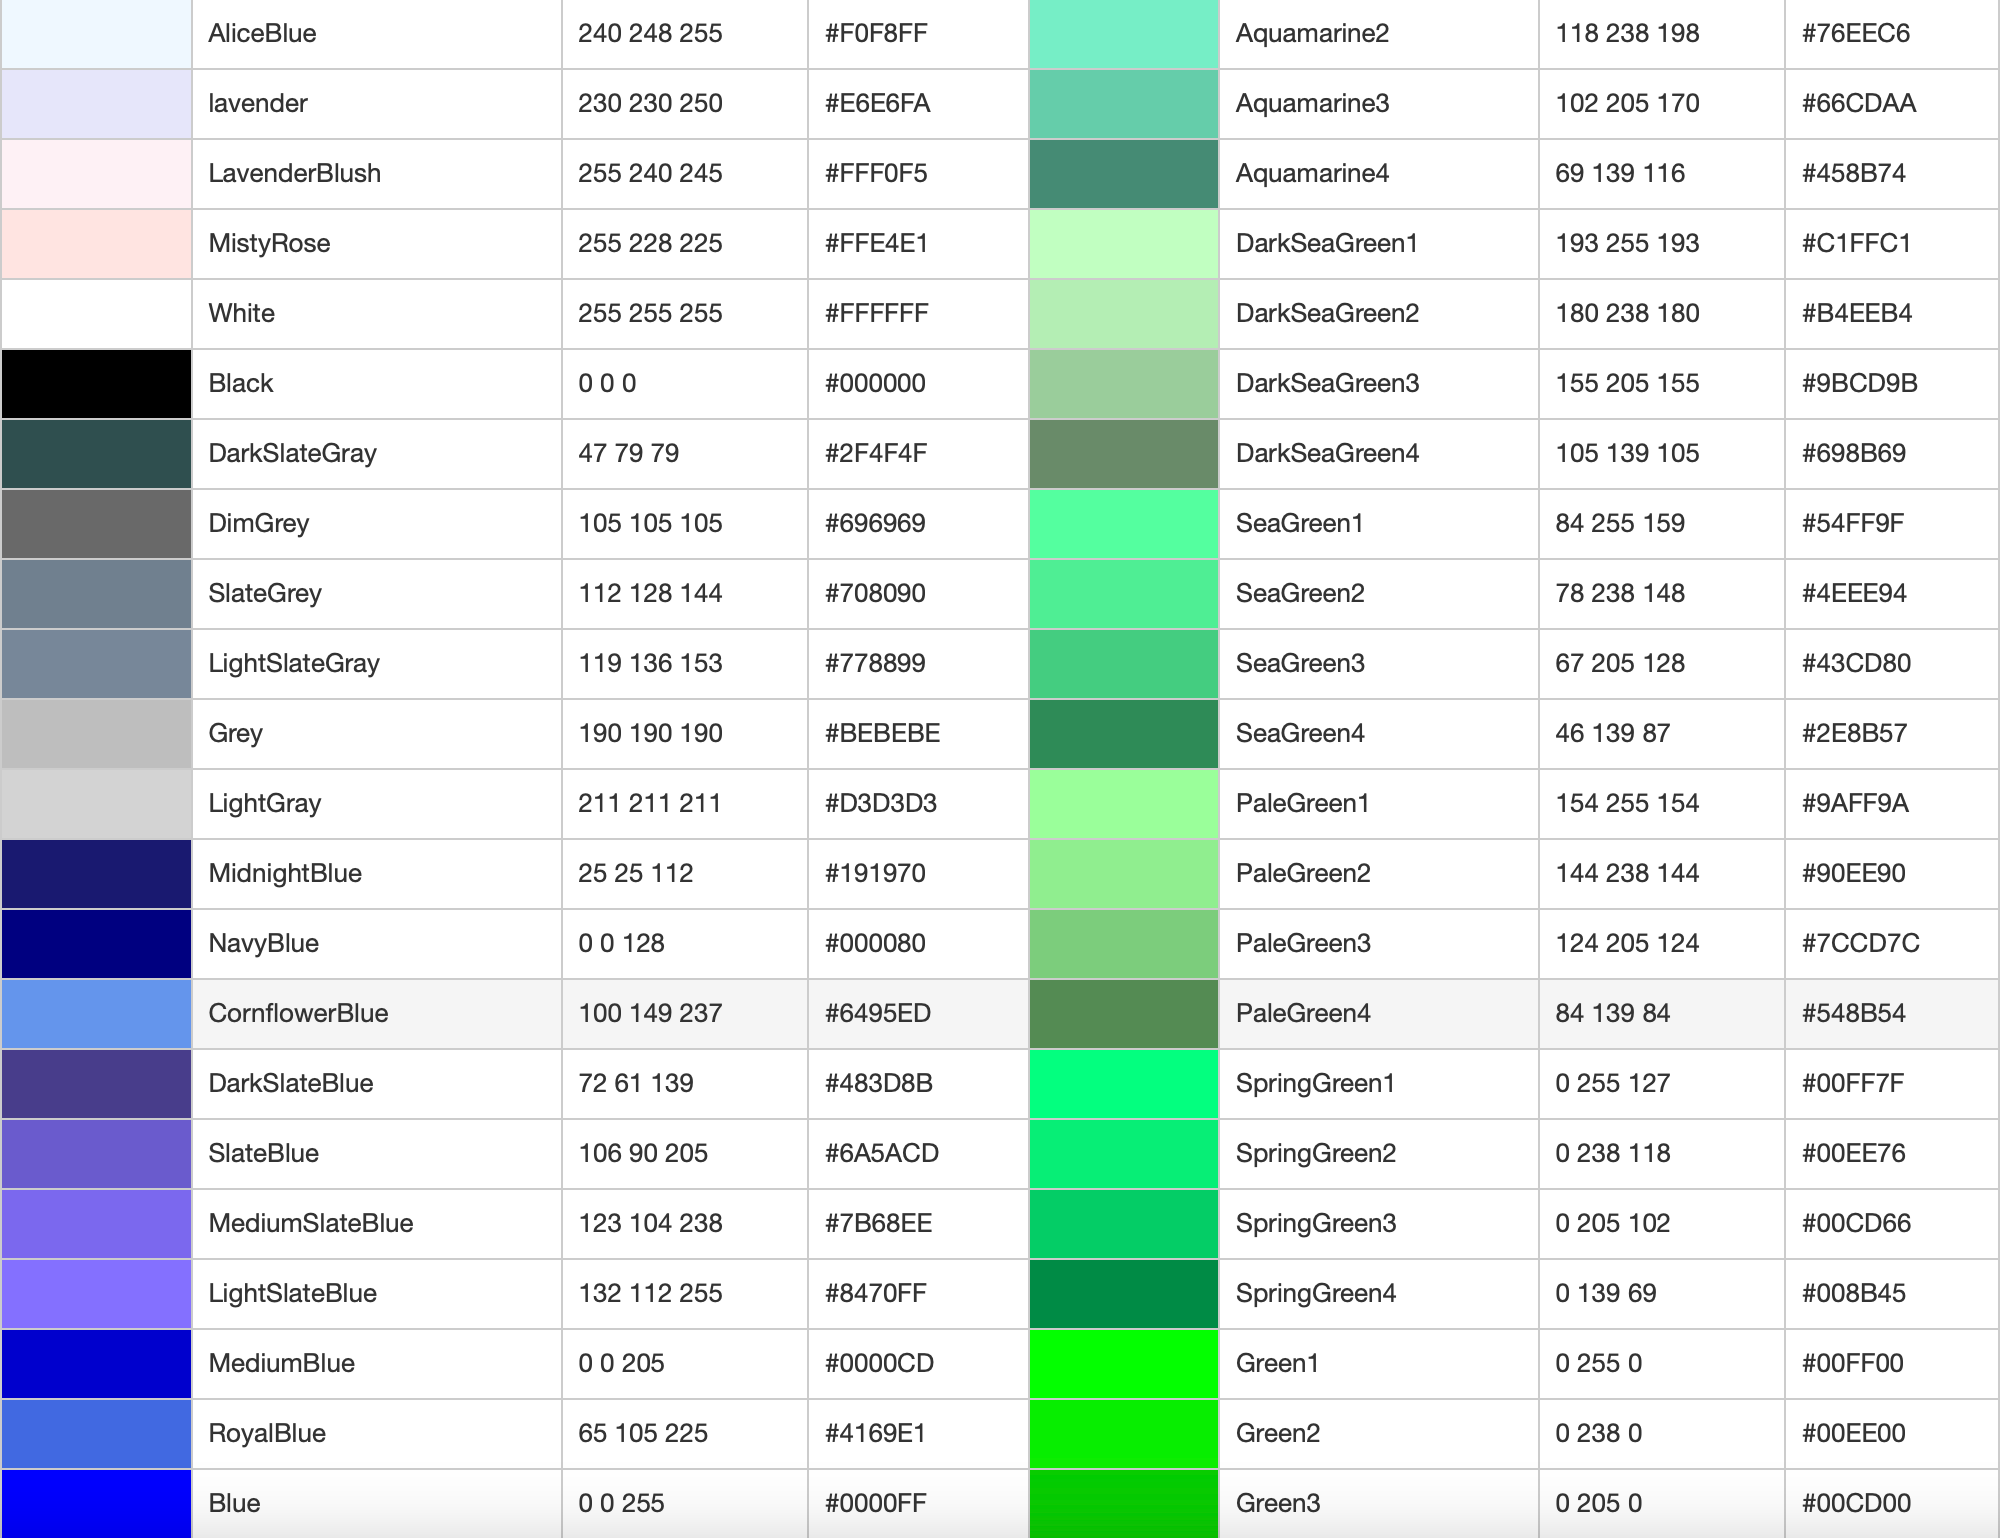 AliceBlue 240 248 255 #F0F8FF Aquamarine2 118 238 198 #76EEC6
lavender 230 230 250 #E6E6FA Aquamarine3 102 205 170 #66CDAA
LavenderBlush 255 240 245 #FFF0F5 Aquamarine4 69 139 116 #458B74
MistyRose 255 228 225 #FFE4E1 DarkSeaGreen1 193 255 193 #C1FFC1
White 255 255 255 #FFFFFF DarkSeaGreen2 180 238 180 #B4EEB4
Black 0 0 0 #000000 DarkSeaGreen3 155 205 155 #9BCD9B
DarkSlateGray 47 79 79 #2F4F4F DarkSeaGreen4 105 139 105 #698B69
DimGrey 105 105 105 #696969 SeaGreen1 84 255 159 #54FF9F
SlateGrey 112 128 144 #708090 SeaGreen2 78 238 148 #4EEE94
LightSlateGray 119 136 153 #778899 SeaGreen3 67 205 128 #43CD80
Grey 190 190 190 #BEBEBE SeaGreen4 46 139 87 #2E8B57
LightGray 211 211 211 #D3D3D3 PaleGreen1 154 255 154 #9AFF9A
MidnightBlue 25 25 112 #191970 PaleGreen2 144 238 144 #90EE90
NavyBlue 0 0 128 #000080 PaleGreen3 124 205 124 #7CCD7C
CornflowerBlue 100 149 237 #6495ED PaleGreen4 84 139 84 #548B54
DarkSlateBlue 72 61 139 #483D8B SpringGreen1 0 255 127 #00FF7F
SlateBlue 106 90 205 #6A5ACD SpringGreen2 0 238 118 #00EE76
MediumSlateBlue 123 104 238 #7B68EE SpringGreen3 0 205 102 #00CD66
LightSlateBlue 132 112 255 #8470FF SpringGreen4 0 139 69 #008B45
MediumBlue 0 0 205 #0000CD Green1 0 255 0 #00FF00
RoyalBlue 65 105 225 #4169E1 Green2 0 238 0 #00EE00
Blue 0 0 255 #0000FF Green3 0 205 0 #00CD00